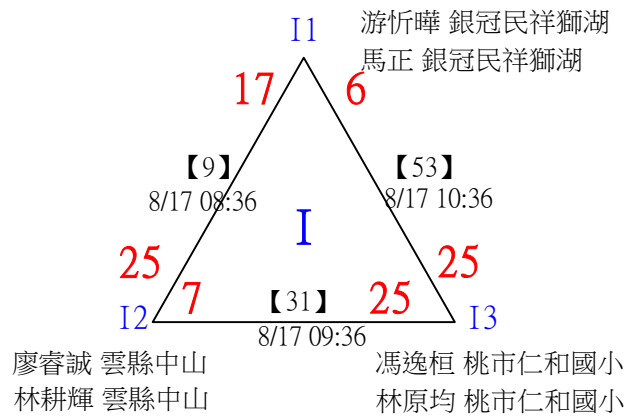 I1
游忻曄 銀冠民祥獅湖
馬正 銀冠民祥獅湖
17
6
【9】
8/17 08:36
【53】
8/17 10:36
I
25
25
7
【31】
25
I2
8/17 09:36
I3
廖睿誠 雲縣中山
林耕輝 雲縣中山
馮逸桓 桃市仁和國小
林原均 桃市仁和國小